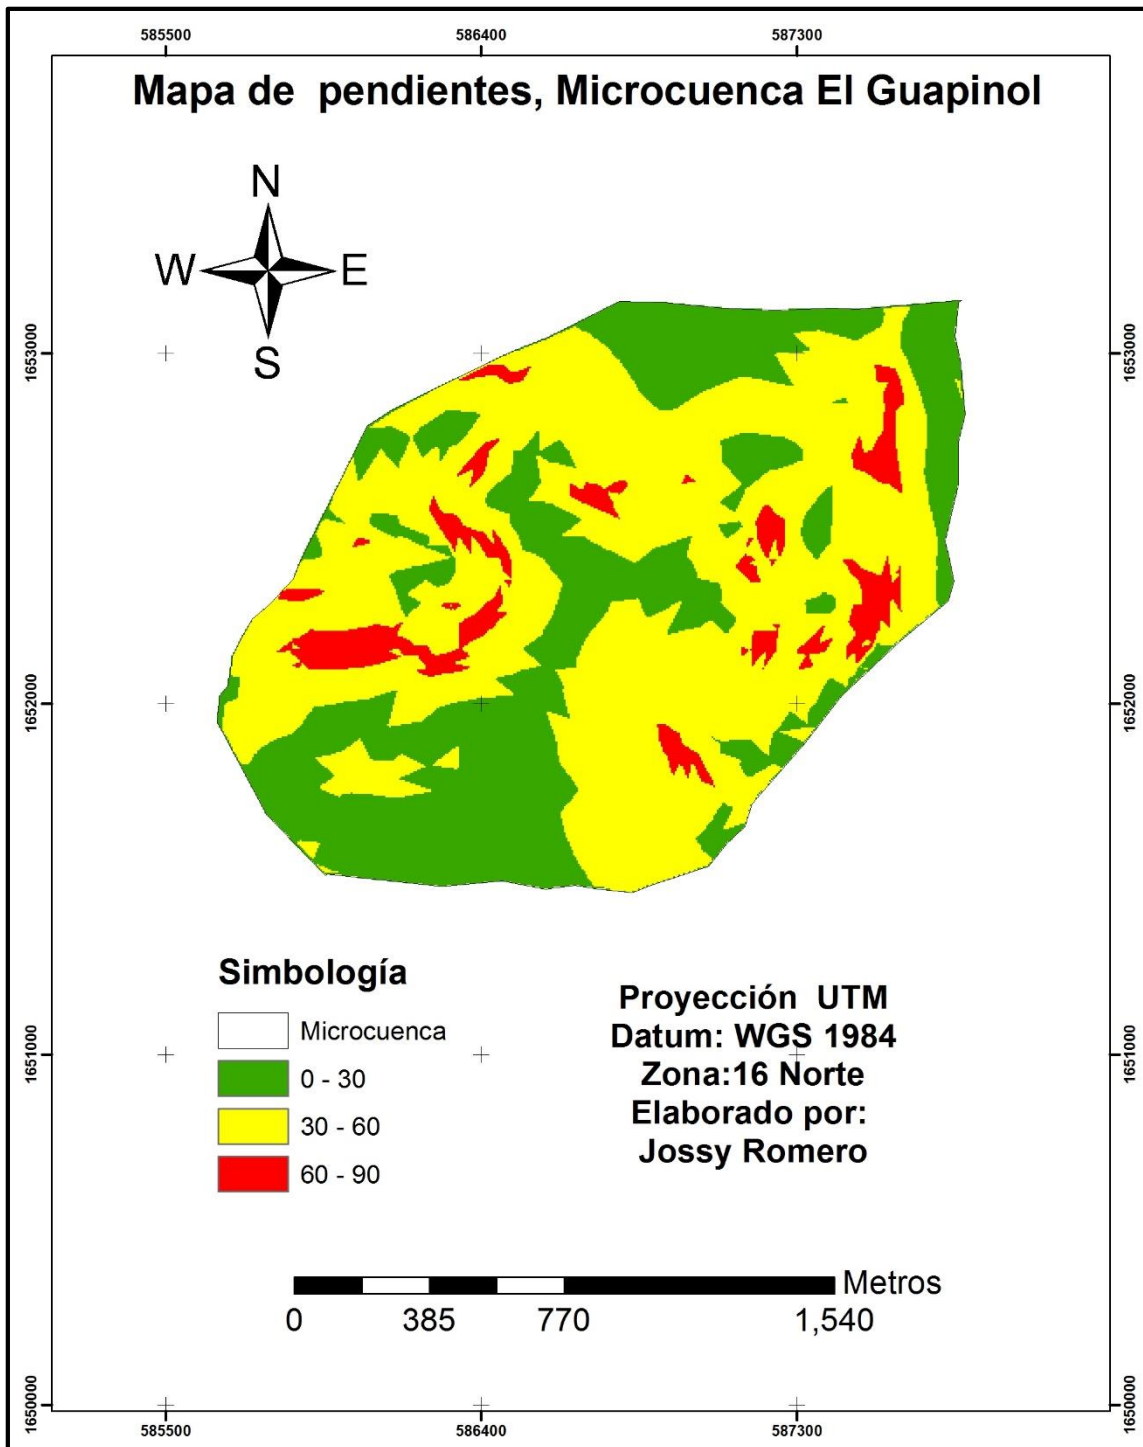 585500 586400 587300
Mapa de  pendientes, Microcuenca El Guapinol
N
W E
S
1653000 1653000
1652000 1652000
Simbología
Microcuenca
0 - 30
30 - 60
60 - 90
Proyección  UTM
Datum: WGS 1984
Zona:16 Norte
Elaborado por:
Jossy Romero
1651000 1651000
Metros
0 385 770 1,540
1650000 1650000
585500 586400 587300